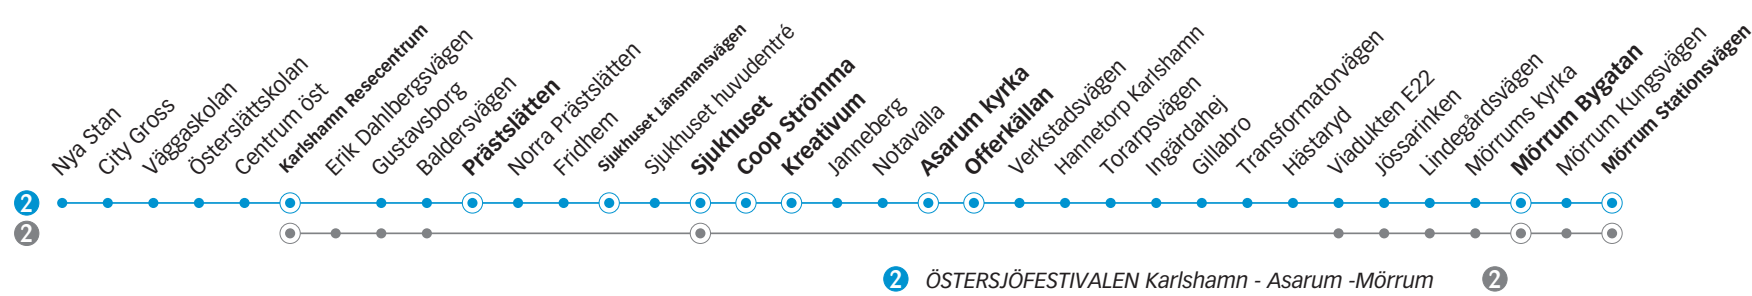 Nya Stan
City Gross
Väggaskolan
Österslättskolan
Centrum öst
Karlshamn Resecentrum
Erik Dahlbergsvägen
Gustavsborg
Baldersvägen
Prästslätten
Norra Prästslätten
Fridhem
Sjukhuset Länsmansvägen
Sjukhuset huvudentré
Sjukhuset
Coop Strömma
Kreativum
Janneberg
Notavalla
Asarum kyrka
Offerkällan
Verkstadsvägen
Hannetorp Karlshamn
Torarpsvägen
Ingärdahej
Gillabro
Transformatorvägen
Hästaryd
Viadukten E22
Jössarinken
Lindegårdsvägen
Mörrums kyrka
Mörrum Bygatan
Mörrum Kungsvägen
Mörrum Stationsvägen
2
2
2 ÖSTERSJÖFESTIVALEN Karlshamn - Asarum -Mörrum 2